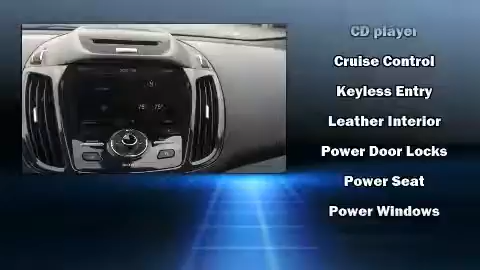 CD player
Cruise Control
Keyless Entry
Leather Interior
Power Door Locks
Power Seat
Power Windows